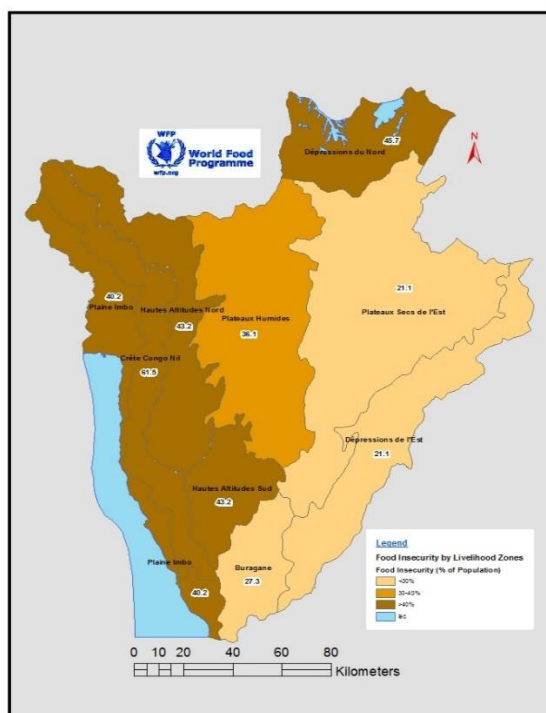 WFP
World Food
Programme
wfp.org
N
45.7
Dépressions du Nord
21.1
Plateaux Secs de l'Est
40.2
Plaine Imbo
Hautes Altitudes Nord
43.2
Plateaux Humides
36.1
Crête Congo Nil
61.5
Dépressions de l'Est
21.1
Hautes Altitudes Sud
43.2
Plaine Imbo
40.2
Buragane
27.3
Legend
Food Insecurity by Livelihood Zones
Food Insecurity (% of Population)
<30%
30-40%
>40%
lac
0 10 20 40 60 80
Kilometers